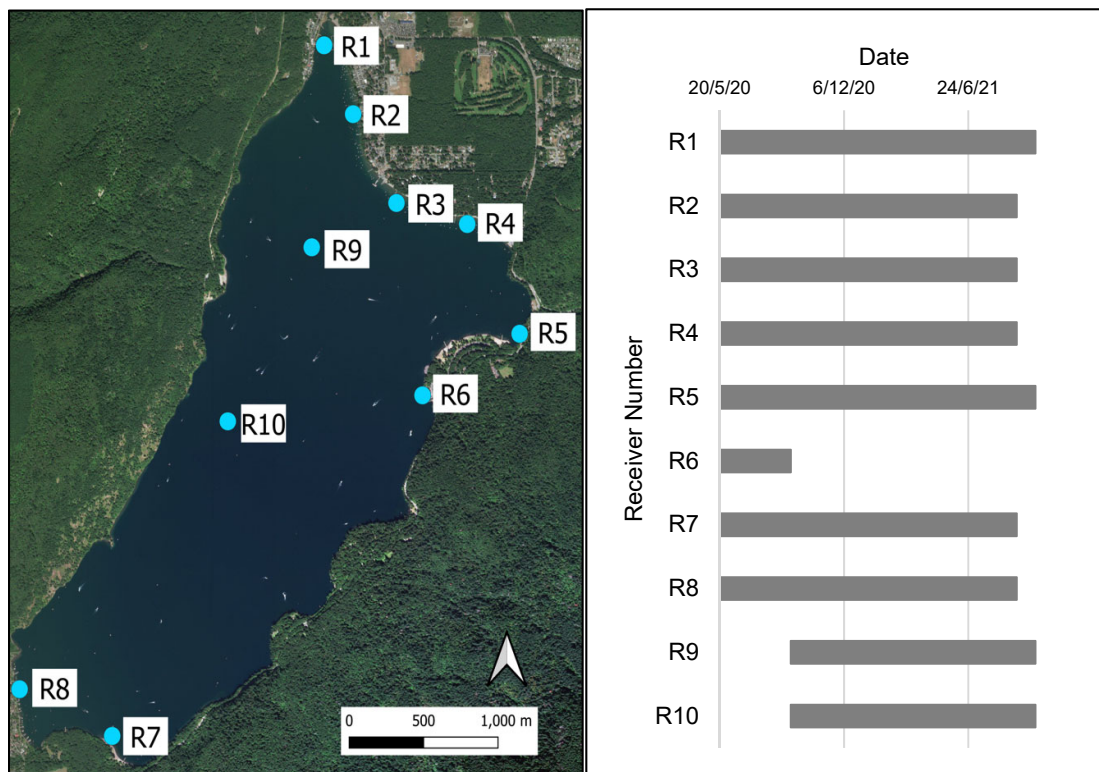 R1
R2
R3
R4
R9
R5
R6
R10
R8
R7
0 500 1,000 m
Date
20/5/20 6/12/20 24/6/21
Receiver Number
R1
R2
R3
R4
R5
R6
R7
R8
R9
R10